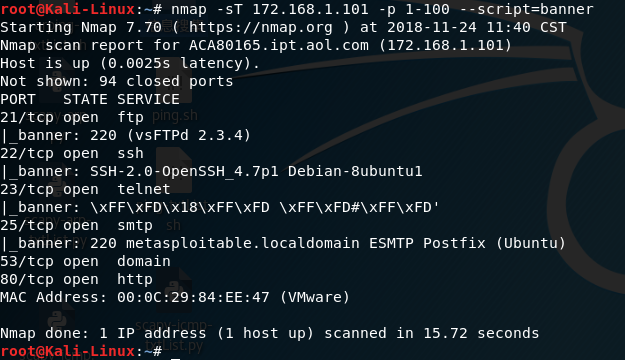 root@Kali-Linux:~# nmap -sT 172.168.1.101 -p 1-100 --script=banner
Starting Nmap 7.70 ( https://nmap.org ) at 2018-11-24 11:40 CST
Nmap scan report for ACA80165.ipt.aol.com (172.168.1.101)
Host is up (0.0025s latency).
Not shown: 94 closed ports
PORT   STATE SERVICE
ping.sh
21/tcp open  ftp
|_banner: 220 (vsFTPd 2.3.4)
22/tcp open  ssh
|_banner: SSH-2.0-OpenSSH_4.7p1 Debian-8ubuntu1
23/tcp open  telnet
|_banner: \xFF\xFD\x18\xFF\xFD \xFF\xFD#\xFF\xFD'
sh
25/tcp open  smtp
|_banner: 220 metasploitable.localdomain ESMTP Postfix (Ubuntu)
53/tcp open  domain
80/tcp open  http
MAC Address: 00:0C:29:84:EE:47 (VMware)
Nmap done: 1 IP address (1 host up) scanned in 15.72 seconds
root@Kali-Linux:~#